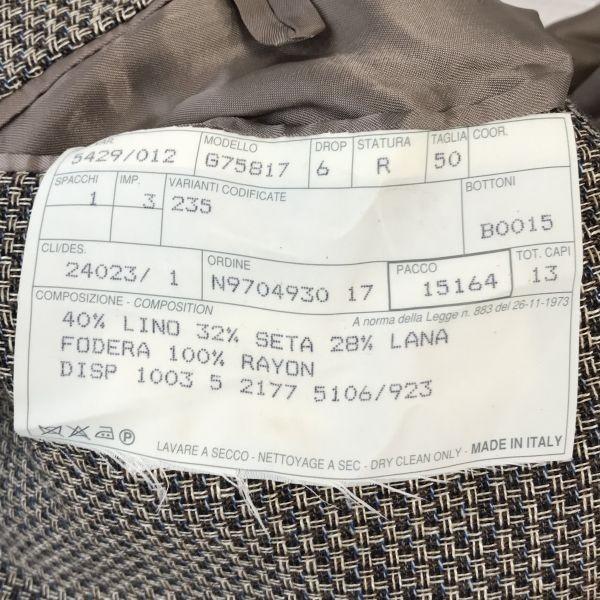 AR. MODELLO DROP STATURA TAGLIA COOR.
5429/012 G75817 6 R 50
SPACCHI IMP. VARIANTI CODIFICATE BOTTONI
1 3 235 B0015
CLI/DES. ORDINE PACCO TOT. CAPI
24023/ 1 N9704930 17 15164 13
COMPOSIZIONE - COMPOSITION A norma della Legge n. 883 del 26-11-1973
40% LINO 32% SETA 28% LANA
FODERA 100% RAYON
DISP 1003 5 2177 5106/923
P LAVARE A SECCO - NETTOYAGE A SEC - DRY CLEAN ONLY - MADE IN ITALY